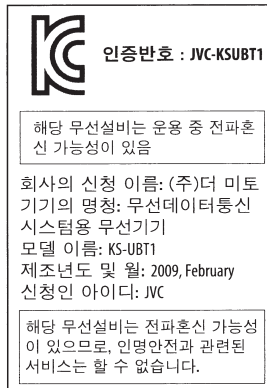 인증번호 : JVC-KSUBT1
해당 무선설비는 운용 중 전파혼
신 가능성이 있음
회사의 신청 이름: (주)더 미토
기기의 명청: 무선데이터통신
시스템용 무선기기
모델 이름: KS-UBT1
제조년도 및 월: 2009, February
신청인 아이디: JVC
해당 무선설비는 전파혼신 가능성
이 있으므로, 인명안전과 관련된
서비스는 할 수 없습니다.